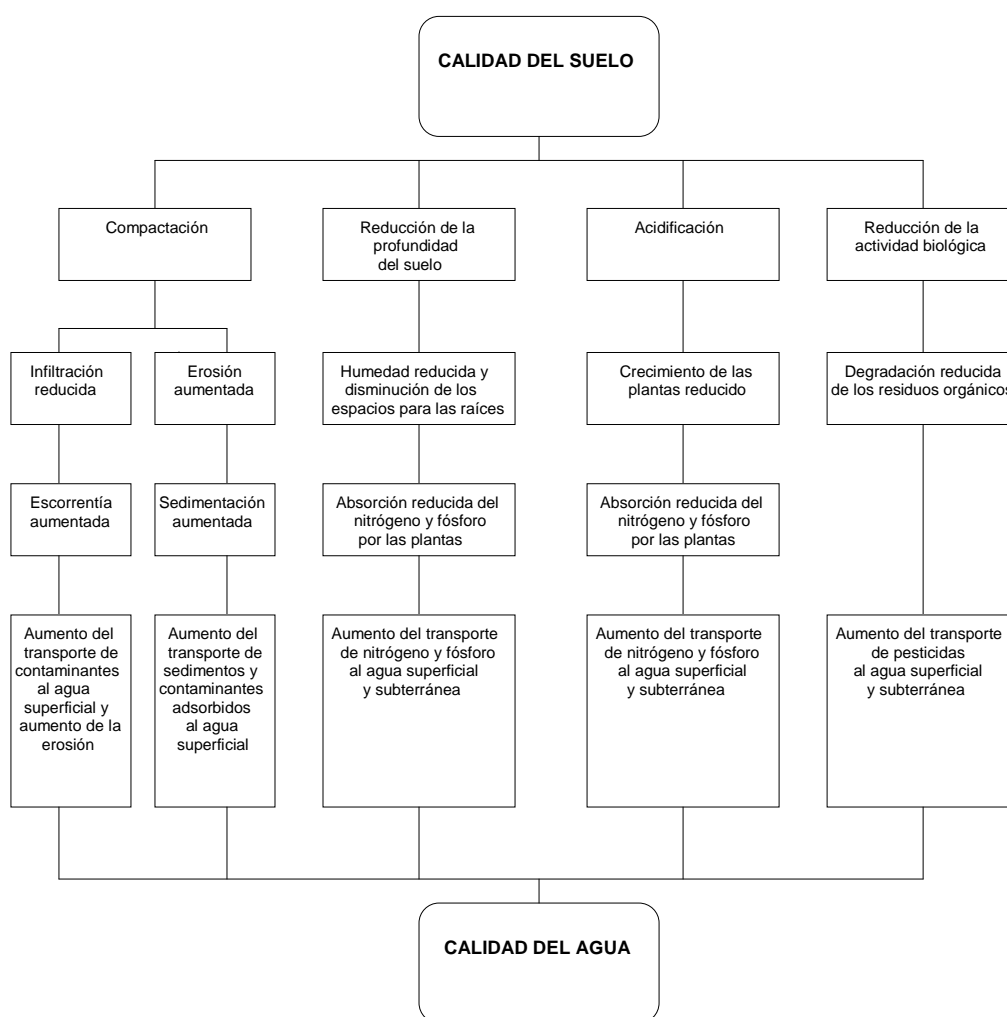 CALIDAD DEL SUELO
Compactación
Reducción de la
profundidad
del suelo
Acidificación
Reducción de la
actividad biológica
Infiltración
reducida
Erosión
aumentada
Humedad reducida y
disminución de los
espacios para las raíces
Crecimiento de las
plantas reducido
Degradación reducida
de los residuos orgánicos
Escorrentía
aumentada
Sedimentación
aumentada
Absorción reducida del
nitrógeno y fósforo
por las plantas
Absorción reducida del
nitrógeno y fósforo
por las plantas
Aumento del
transporte de
contaminantes
al agua
superficial y
aumento de la
erosión
Aumento del
transporte de
sedimentos y
contaminantes
adsorbidos
al agua
superficial
Aumento del transporte
de nitrógeno y fósforo
al agua superficial
y subterránea
Aumento del transporte
de nitrógeno y fósforo
al agua superficial
y subterránea
Aumento del transporte
de pesticidas
al agua superficial
y subterránea
CALIDAD DEL AGUA